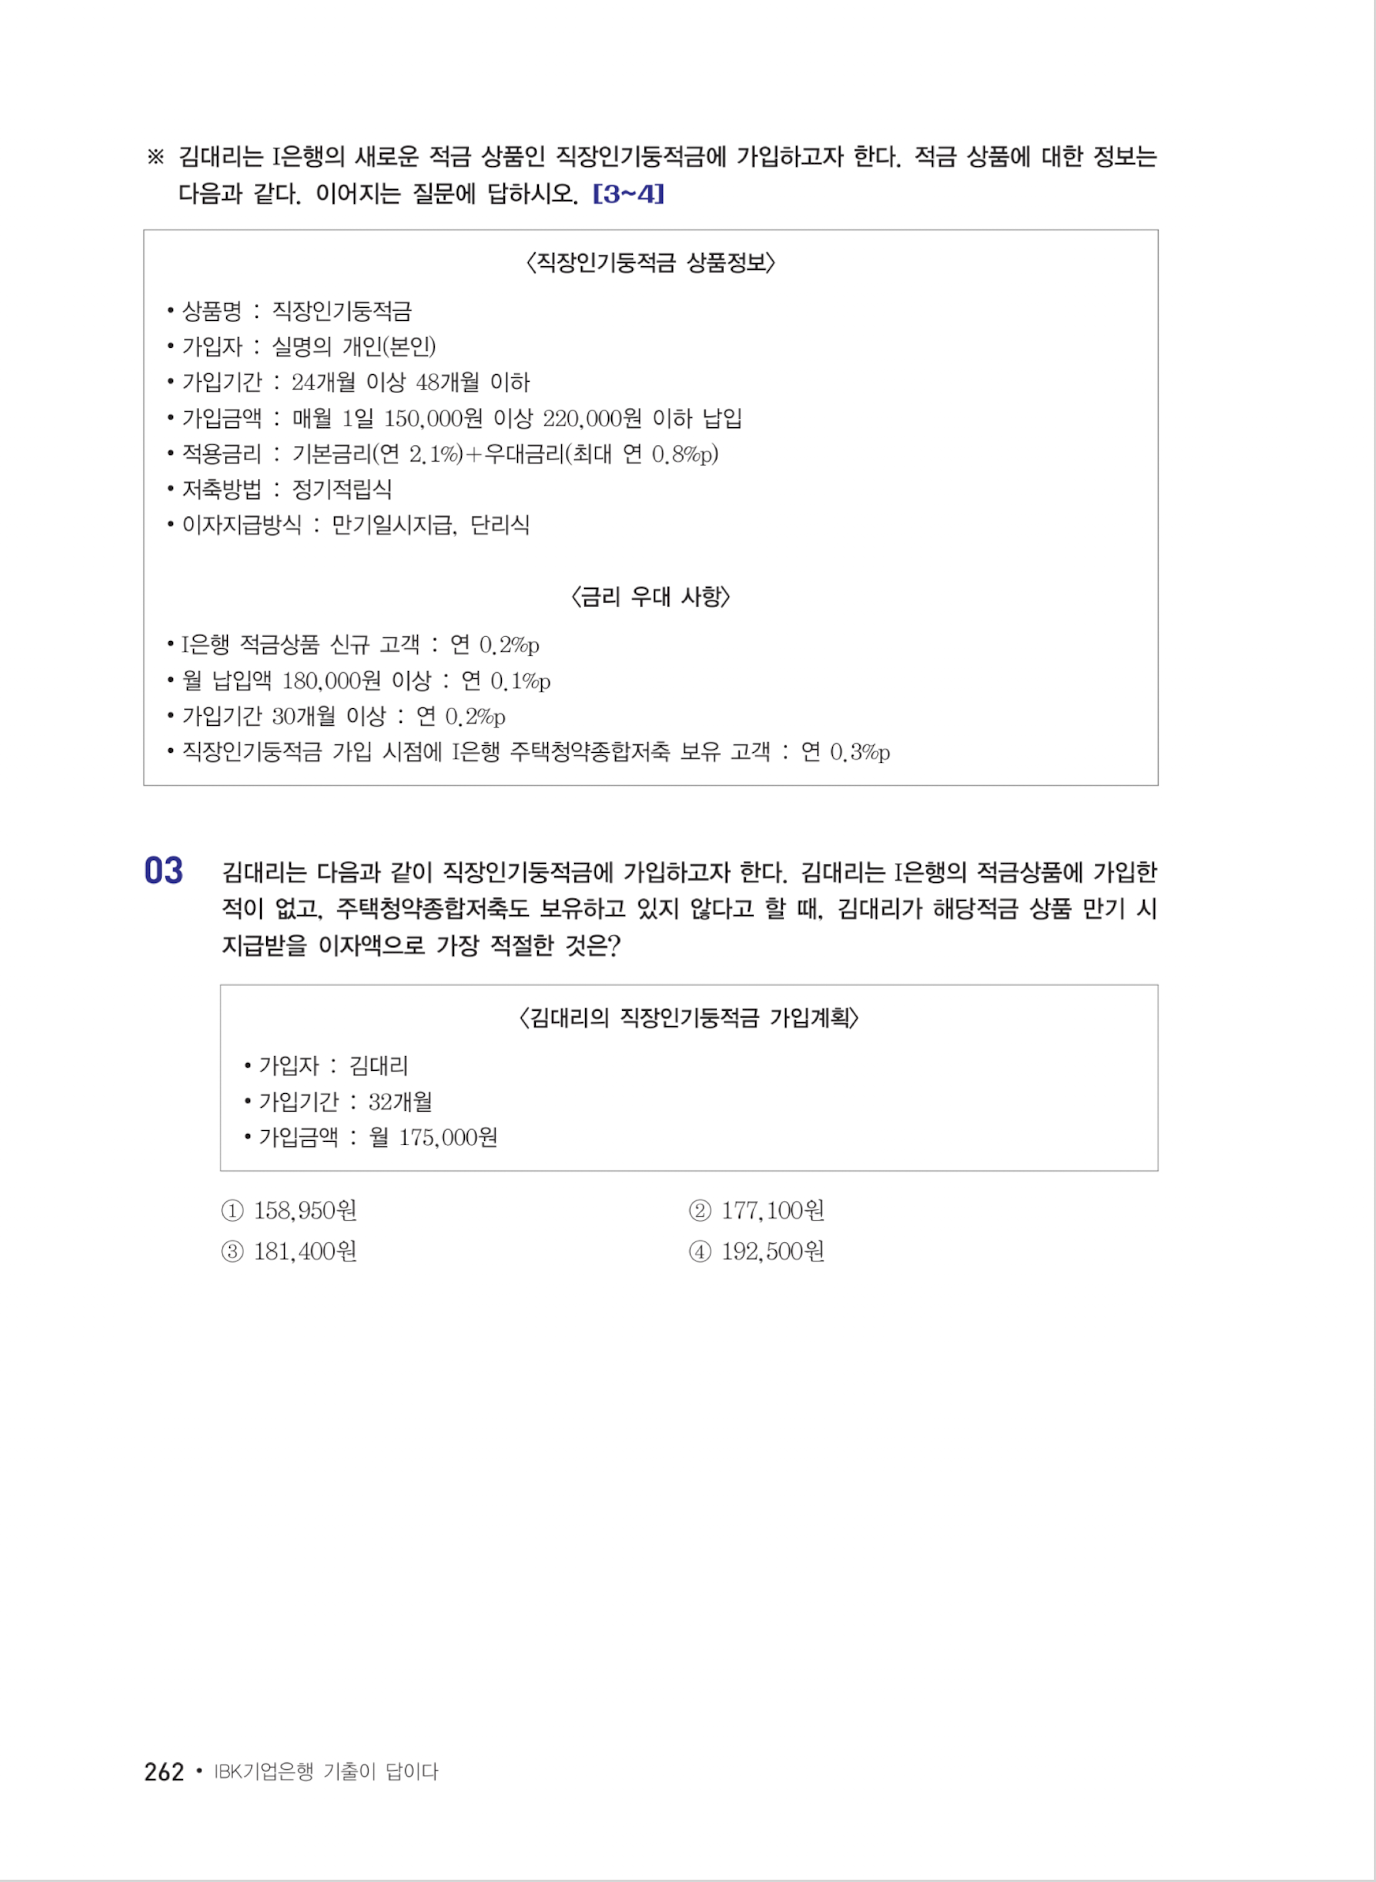 ※ 김대리는 I은행의 새로운 적금 상품인 직장인기둥적금에 가입하고자 한다. 적금 상품에 대한 정보는
다음과 같다. 이어지는 질문에 답하시오. [3~4]
〈직장인기둥적금 상품정보〉
• 상품명 : 직장인기둥적금
• 가입자 : 실명의 개인(본인)
• 가입기간 : 24개월 이상 48개월 이하
• 가입금액 : 매월 1일 150,000원 이상 220,000원 이하 납입
• 적용금리 : 기본금리(연 2.1%)+우대금리(최대 연 0.8%p)
• 저축방법 : 정기적립식
• 이자지급방식 : 만기일시지급, 단리식
〈금리 우대 사항〉
• I은행 적금상품 신규 고객 : 연 0.2%p
• 월 납입액 180,000원 이상 : 연 0.1%p
• 가입기간 30개월 이상 : 연 0.2%p
• 직장인기둥적금 가입 시점에 I은행 주택청약종합저축 보유 고객 : 연 0.3%p
03 김대리는 다음과 같이 직장인기둥적금에 가입하고자 한다. 김대리는 I은행의 적금상품에 가입한
적이 없고, 주택청약종합저축도 보유하고 있지 않다고 할 때, 김대리가 해당적금 상품 만기 시
지급받을 이자액으로 가장 적절한 것은?
〈김대리의 직장인기둥적금 가입계획〉
• 가입자 : 김대리
• 가입기간 : 32개월
• 가입금액 : 월 175,000원
① 158,950원 ② 177,100원
③ 181,400원 ④ 192,500원
262 • IBK기업은행 기출이 답이다